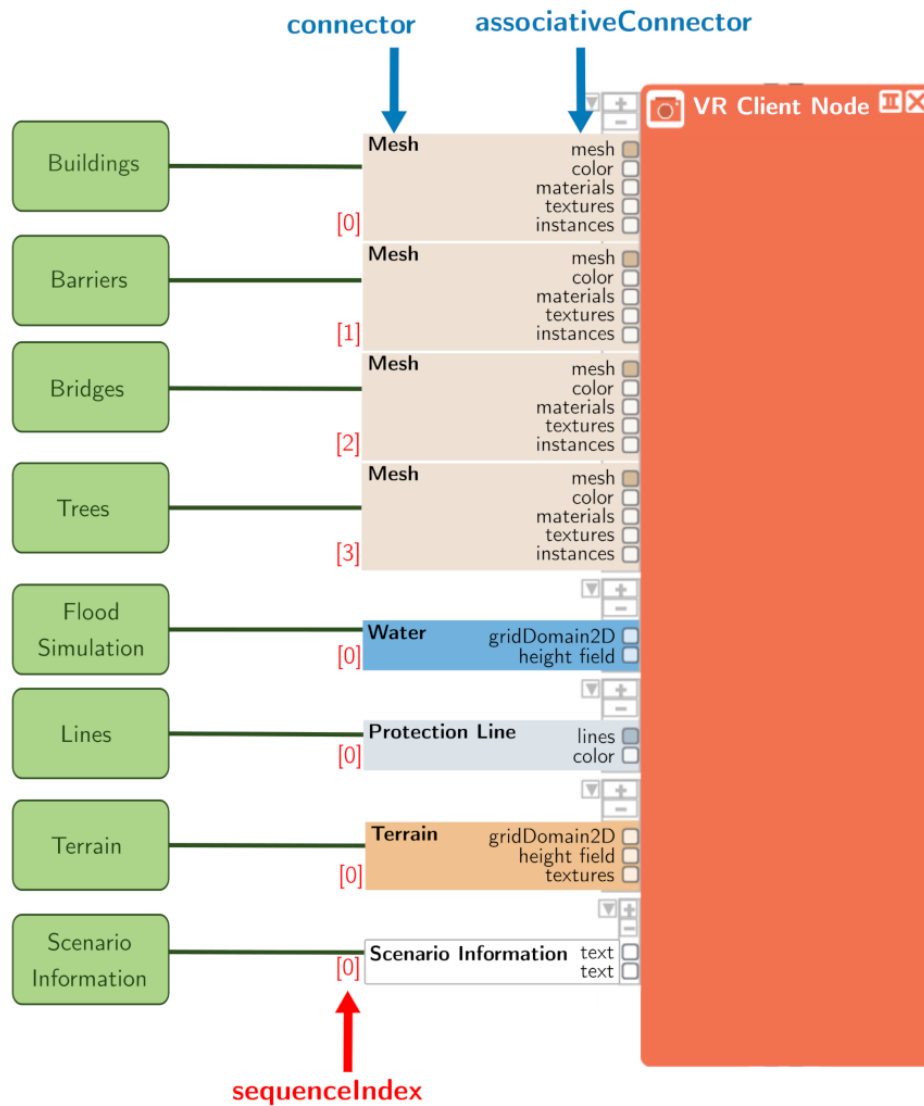 connector
associativeConnector
VR Client Node
Buildings
Mesh
mesh
color
materials
textures
instances
[0]
Barriers
Mesh
mesh
color
materials
textures
instances
[1]
Bridges
Mesh
mesh
color
materials
textures
instances
[2]
Trees
Mesh
mesh
color
materials
textures
instances
[3]
Flood
Simulation
Water
gridDomain2D
height field
[0]
Lines
Protection Line
lines
color
[0]
Terrain
Terrain
gridDomain2D
height field
textures
[0]
Scenario
Information
Scenario Information
text
text
[0]
sequenceIndex